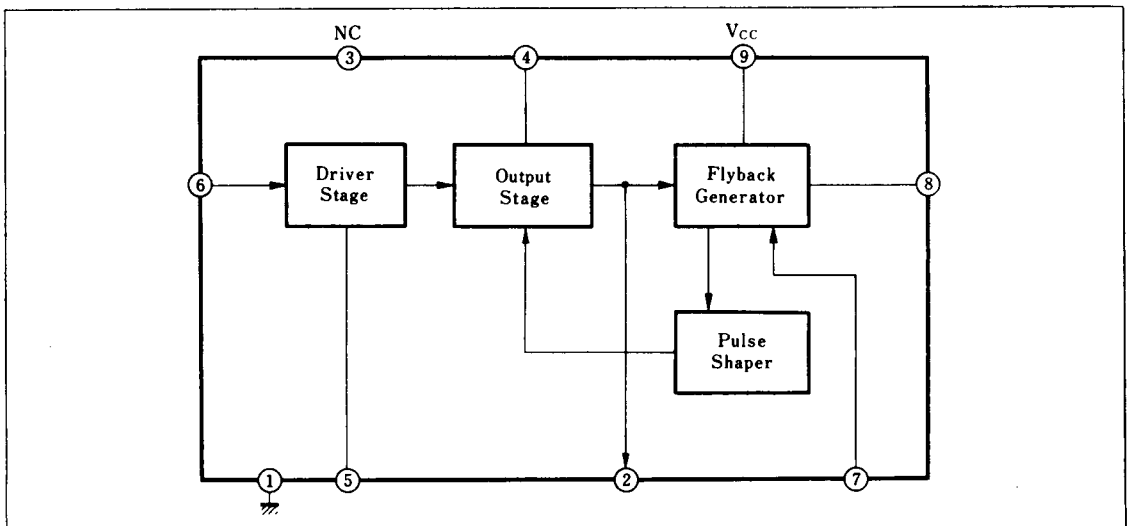 NC
Vcc
③
④
⑨
⑥
Driver
Stage
Output
Stage
Flyback
Generator
⑧
Pulse
Shaper
①
⑤
②
⑦